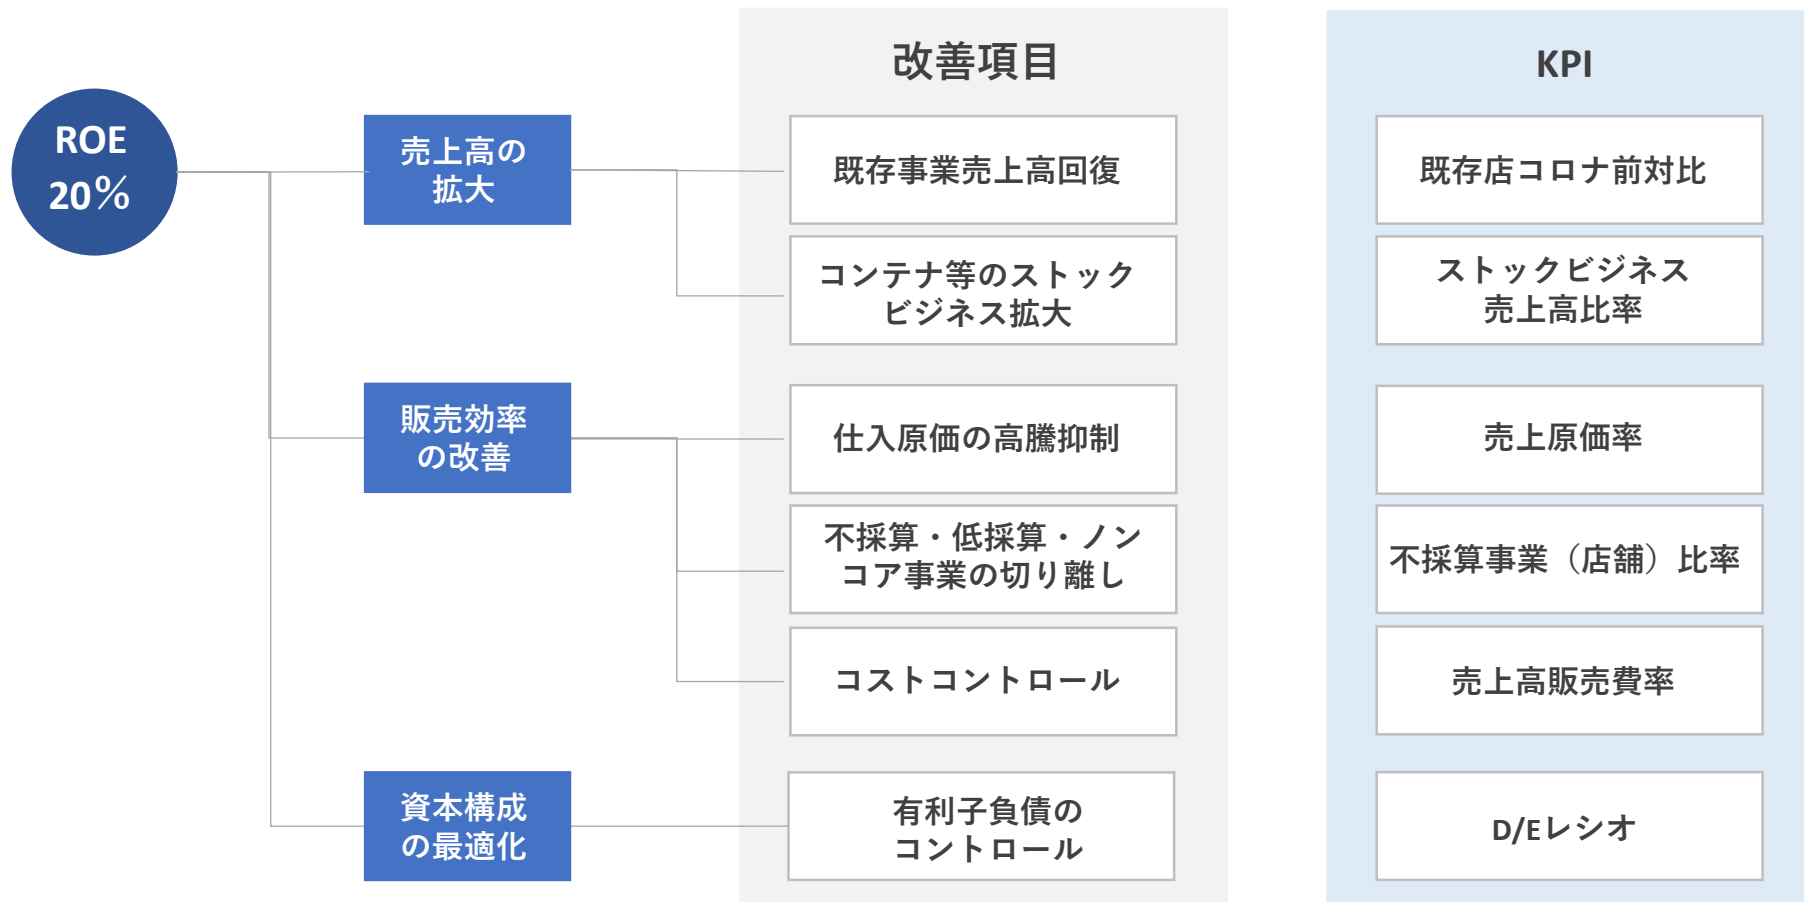 改善項目
KPI
ROE
20％
売上高の
拡大
既存事業売上高回復
既存店コロナ前対比
コンテナ等のストック
ビジネス拡大
ストックビジネス
売上高比率
販売効率
の改善
仕入原価の高騰抑制
売上原価率
不採算・低採算・ノン
コア事業の切り離し
不採算事業（店舗）比率
コストコントロール
売上高販売費率
資本構成
の最適化
有利子負債の
コントロール
D/Eレシオ